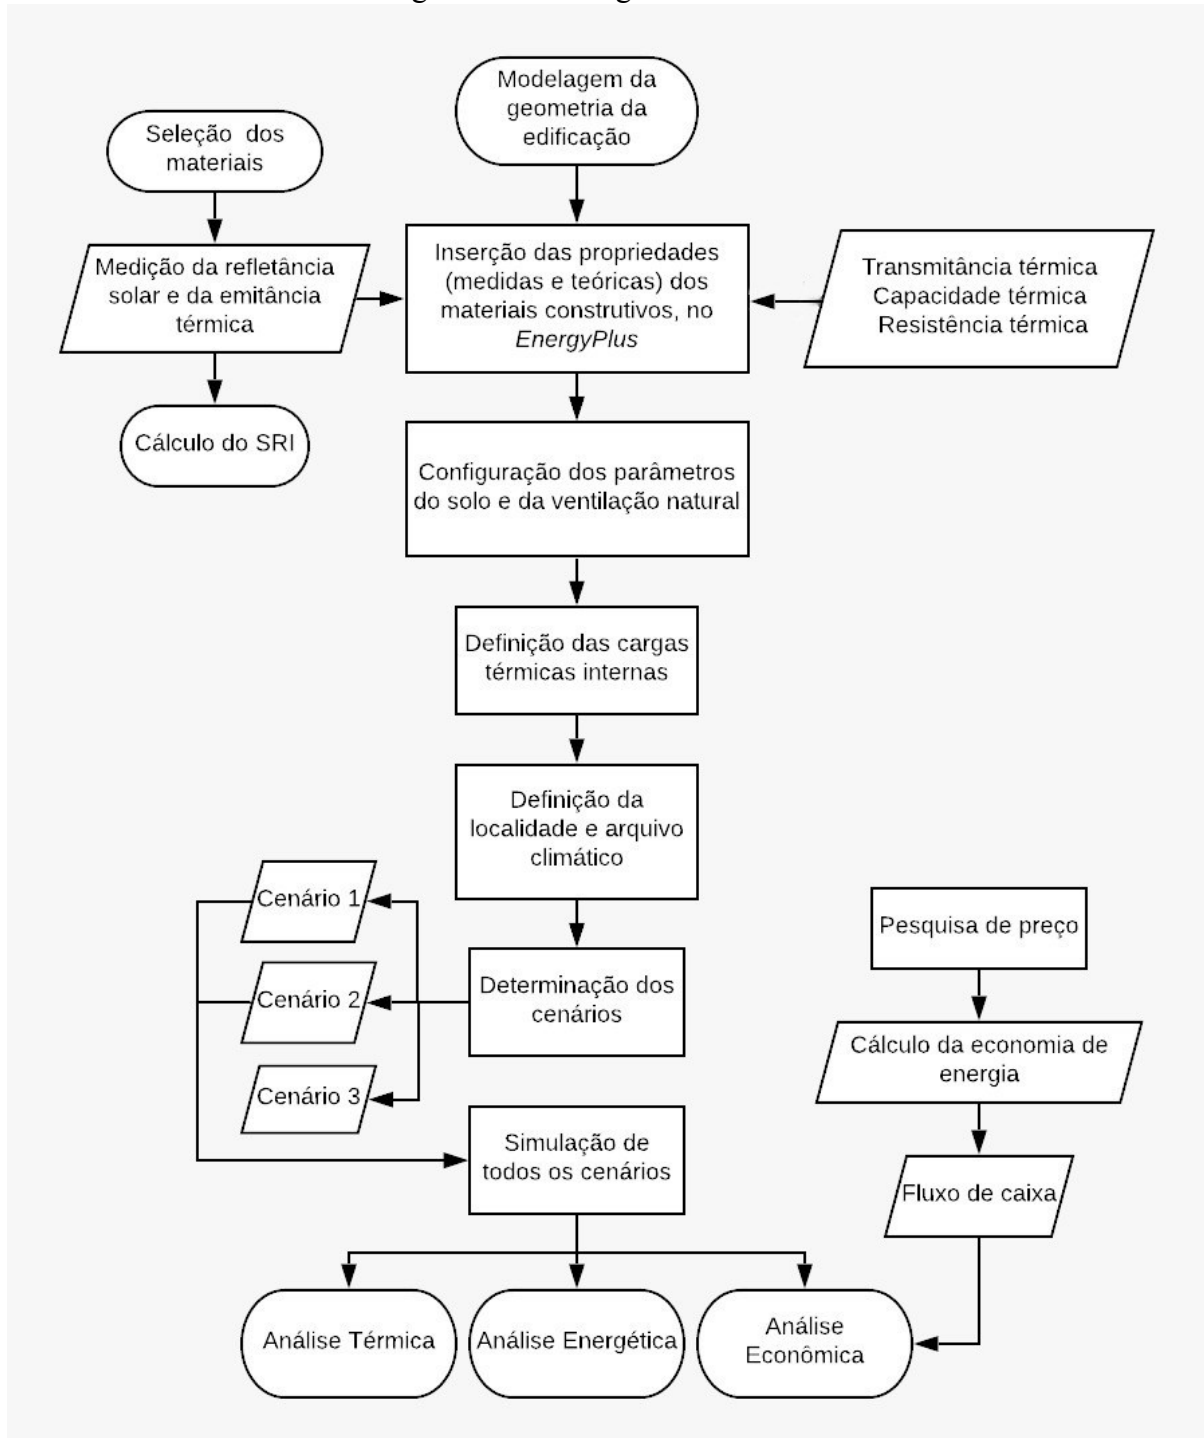 Modelagem da
geometria da
edificação
Seleção dos
materiais
Medição da refletância
solar e da emitância
térmica
Inserção das propriedades
(medidas e teóricas) dos
materiais construtivos, no
EnergyPlus
Transmitância térmica
Capacidade térmica
Resistência térmica
Cálculo do SRI
Configuração dos parâmetros
do solo e da ventilação natural
Definição das cargas
térmicas internas
Definição da
localidade e arquivo
climático
Cenário 1
Cenário 2
Cenário 3
Determinação dos
cenários
Pesquisa de preço
Cálculo da economia de
energia
Simulação de
todos os cenários
Fluxo de caixa
Análise Térmica
Análise Energética
Análise
Econômica